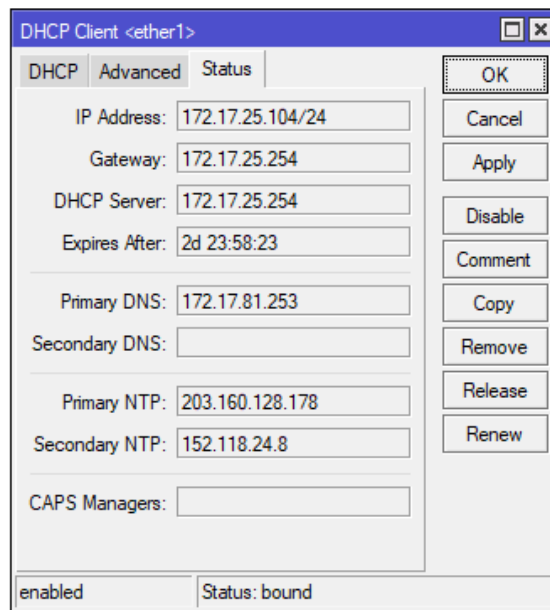 DHCP Client <ether1>
DHCP Advanced Status
IP Address: 172.17.25.104/24
Gateway: 172.17.25.254
DHCP Server: 172.17.25.254
Expires After: 2d 23:58:23
Primary DNS: 172.17.81.253
Secondary DNS:
Primary NTP: 203.160.128.178
Secondary NTP: 152.118.24.8
CAPS Managers:
OK
Cancel
Apply
Disable
Comment
Copy
Remove
Release
Renew
enabled Status: bound